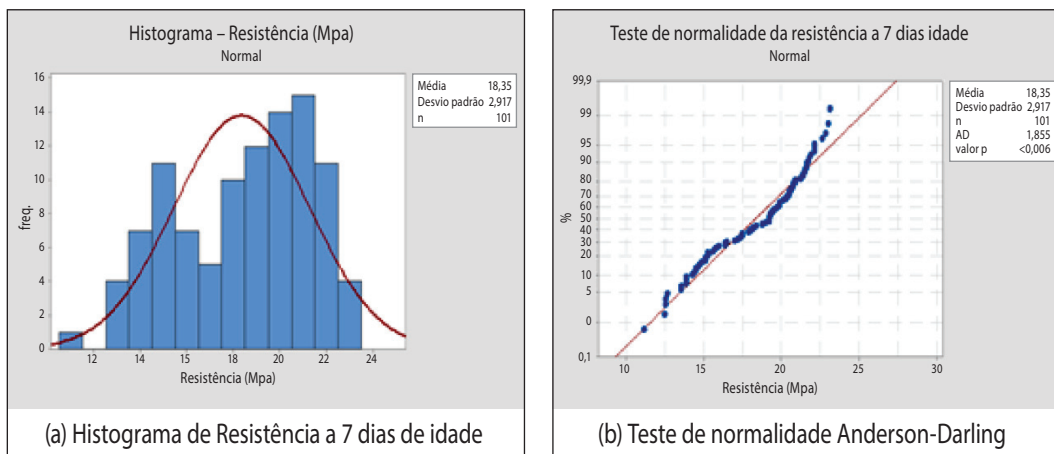 Histograma – Resistência (Mpa)
Normal
16
14
12
10
8
6
4
2
0
freq.
12
14
16
18
20
22
24
Resistência (Mpa)
Média 18,35
Desvio padrão 2,917
n 101
(a) Histograma de Resistência a 7 dias de idade
Teste de normalidade da resistência a 7 dias idade
Normal
99,9
99
95
90
80
70
60
50
40
30
20
10
5
0
0,1
%
10
15
20
25
30
Resistência (Mpa)
Média 18,35
Desvio padrão 2,917
n 101
AD 1,855
valor p <0,006
(b) Teste de normalidade Anderson-Darling